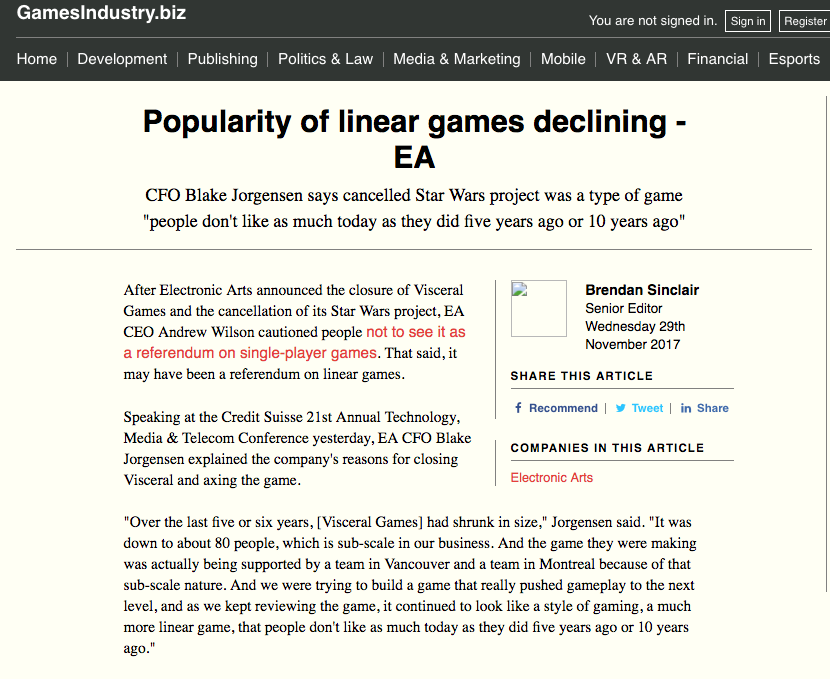 GamesIndustry.biz
You are not signed in. Sign in Register
Home Development Publishing Politics & Law Media & Marketing Mobile VR & AR Financial Esports
Popularity of linear games declining -
EA
CFO Blake Jorgensen says cancelled Star Wars project was a type of game
"people don't like as much today as they did five years ago or 10 years ago"
After Electronic Arts announced the closure of Visceral
Games and the cancellation of its Star Wars project, EA
CEO Andrew Wilson cautioned people not to see it as
a referendum on single-player games. That said, it
may have been a referendum on linear games.
Speaking at the Credit Suisse 21st Annual Technology,
Media & Telecom Conference yesterday, EA CFO Blake
Jorgensen explained the company's reasons for closing
Visceral and axing the game.
Brendan Sinclair
Senior Editor
Wednesday 29th
November 2017
SHARE THIS ARTICLE
Recommend Tweet Share
COMPANIES IN THIS ARTICLE
Electronic Arts
"Over the last five or six years, [Visceral Games] had shrunk in size," Jorgensen said. "It was
down to about 80 people, which is sub-scale in our business. And the game they were making
was actually being supported by a team in Vancouver and a team in Montreal because of that
sub-scale nature. And we were trying to build a game that really pushed gameplay to the next
level, and as we kept reviewing the game, it continued to look like a style of gaming, a much
more linear game, that people don't like as much today as they did five years ago or 10 years
ago."